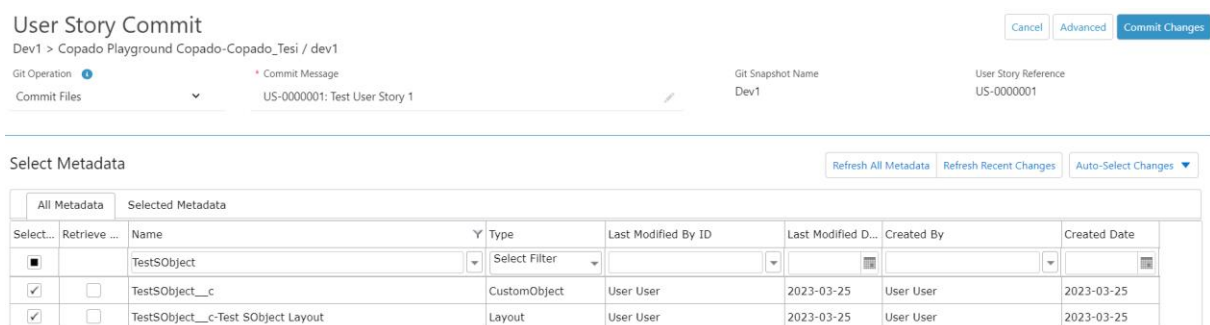 User Story Commit
Cancel Advanced Commit Changes
Dev1 > Copado Playground Copado-Copado_Tesi / dev1
Git Operation * Commit Message Git Snapshot Name User Story Reference
Commit Files US-0000001: Test User Story 1 Dev1 US-0000001
Select Metadata Refresh All Metadata Refresh Recent Changes Auto-Select Changes
All Metadata Selected Metadata
Select... Retrieve ... Name Type Last Modified By ID Last Modified D... Created By Created Date
TestSObject Select Filter
TestSObject__c CustomObject User User 2023-03-25 User User 2023-03-25
TestSObject__c-Test SObject Layout Layout User User 2023-03-25 User User 2023-03-25